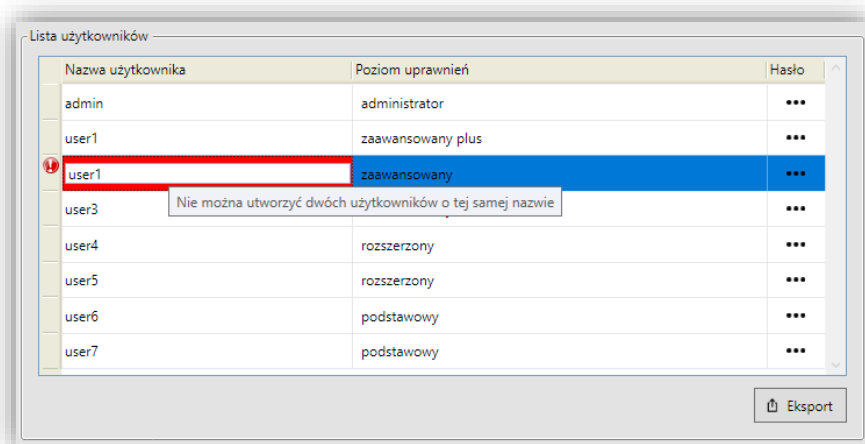 Lista użytkowników
Nazwa użytkownika Poziom uprawnień Hasło
admin administrator •••
user1 zaawansowany plus •••
user1 zaawansowany •••
Nie można utworzyć dwóch użytkowników o tej samej nazwie
user3 •••
user4 rozszerzony •••
user5 rozszerzony •••
user6 podstawowy •••
user7 podstawowy •••
Eksport